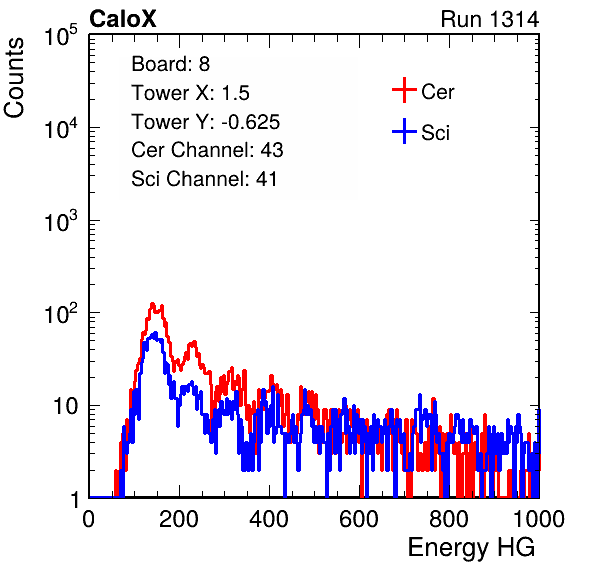 CaloX Run 1314
Counts
10^5
10^4
10^3
10^2
10
1
Board: 8
Tower X: 1.5
Tower Y: -0.625
Cer Channel: 43
Sci Channel: 41
Cer
Sci
0 200 400 600 800 1000
Energy HG